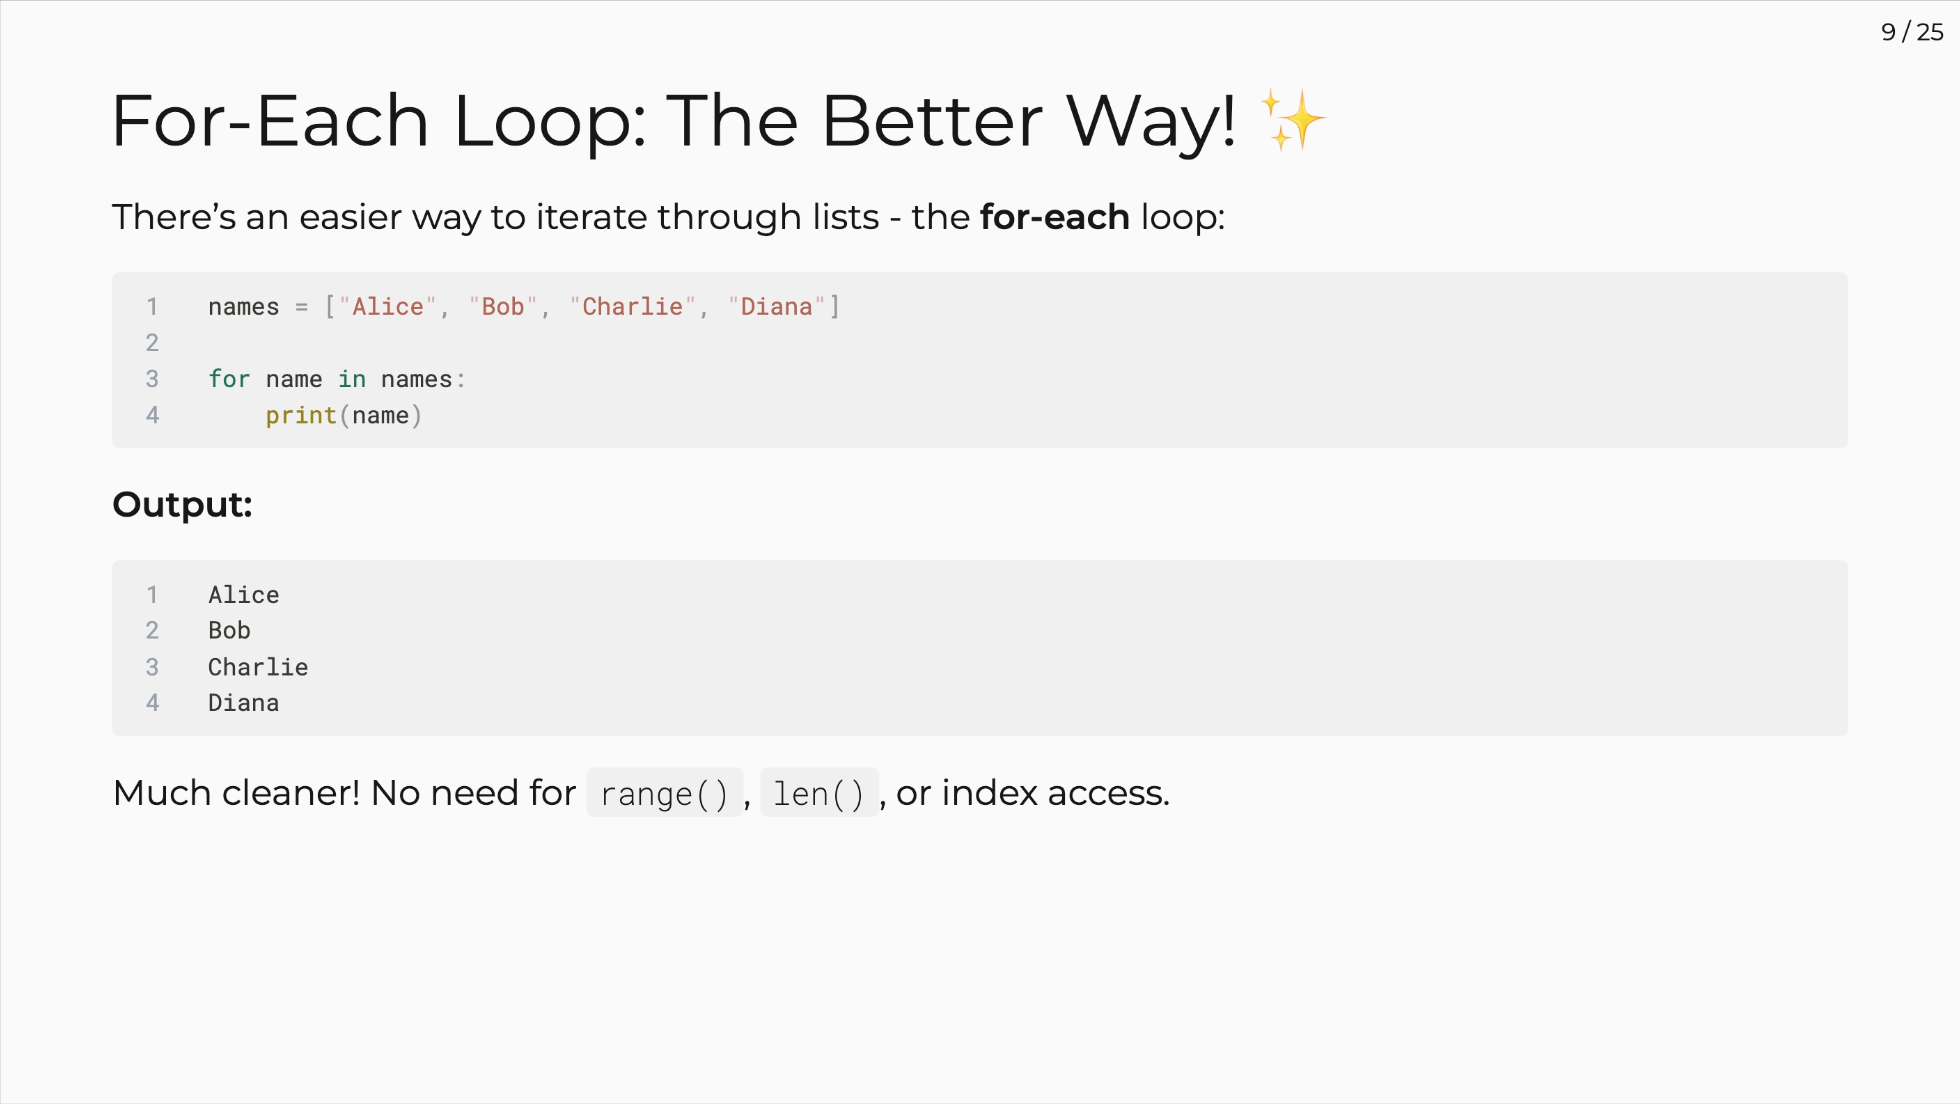 9 / 25
For-Each Loop: The Better Way! ✨
There’s an easier way to iterate through lists - the for-each loop:
1 names = ["Alice", "Bob", "Charlie", "Diana"]
2
3 for name in names:
4     print(name)
Output:
1 Alice
2 Bob
3 Charlie
4 Diana
Much cleaner! No need for range(), len(), or index access.